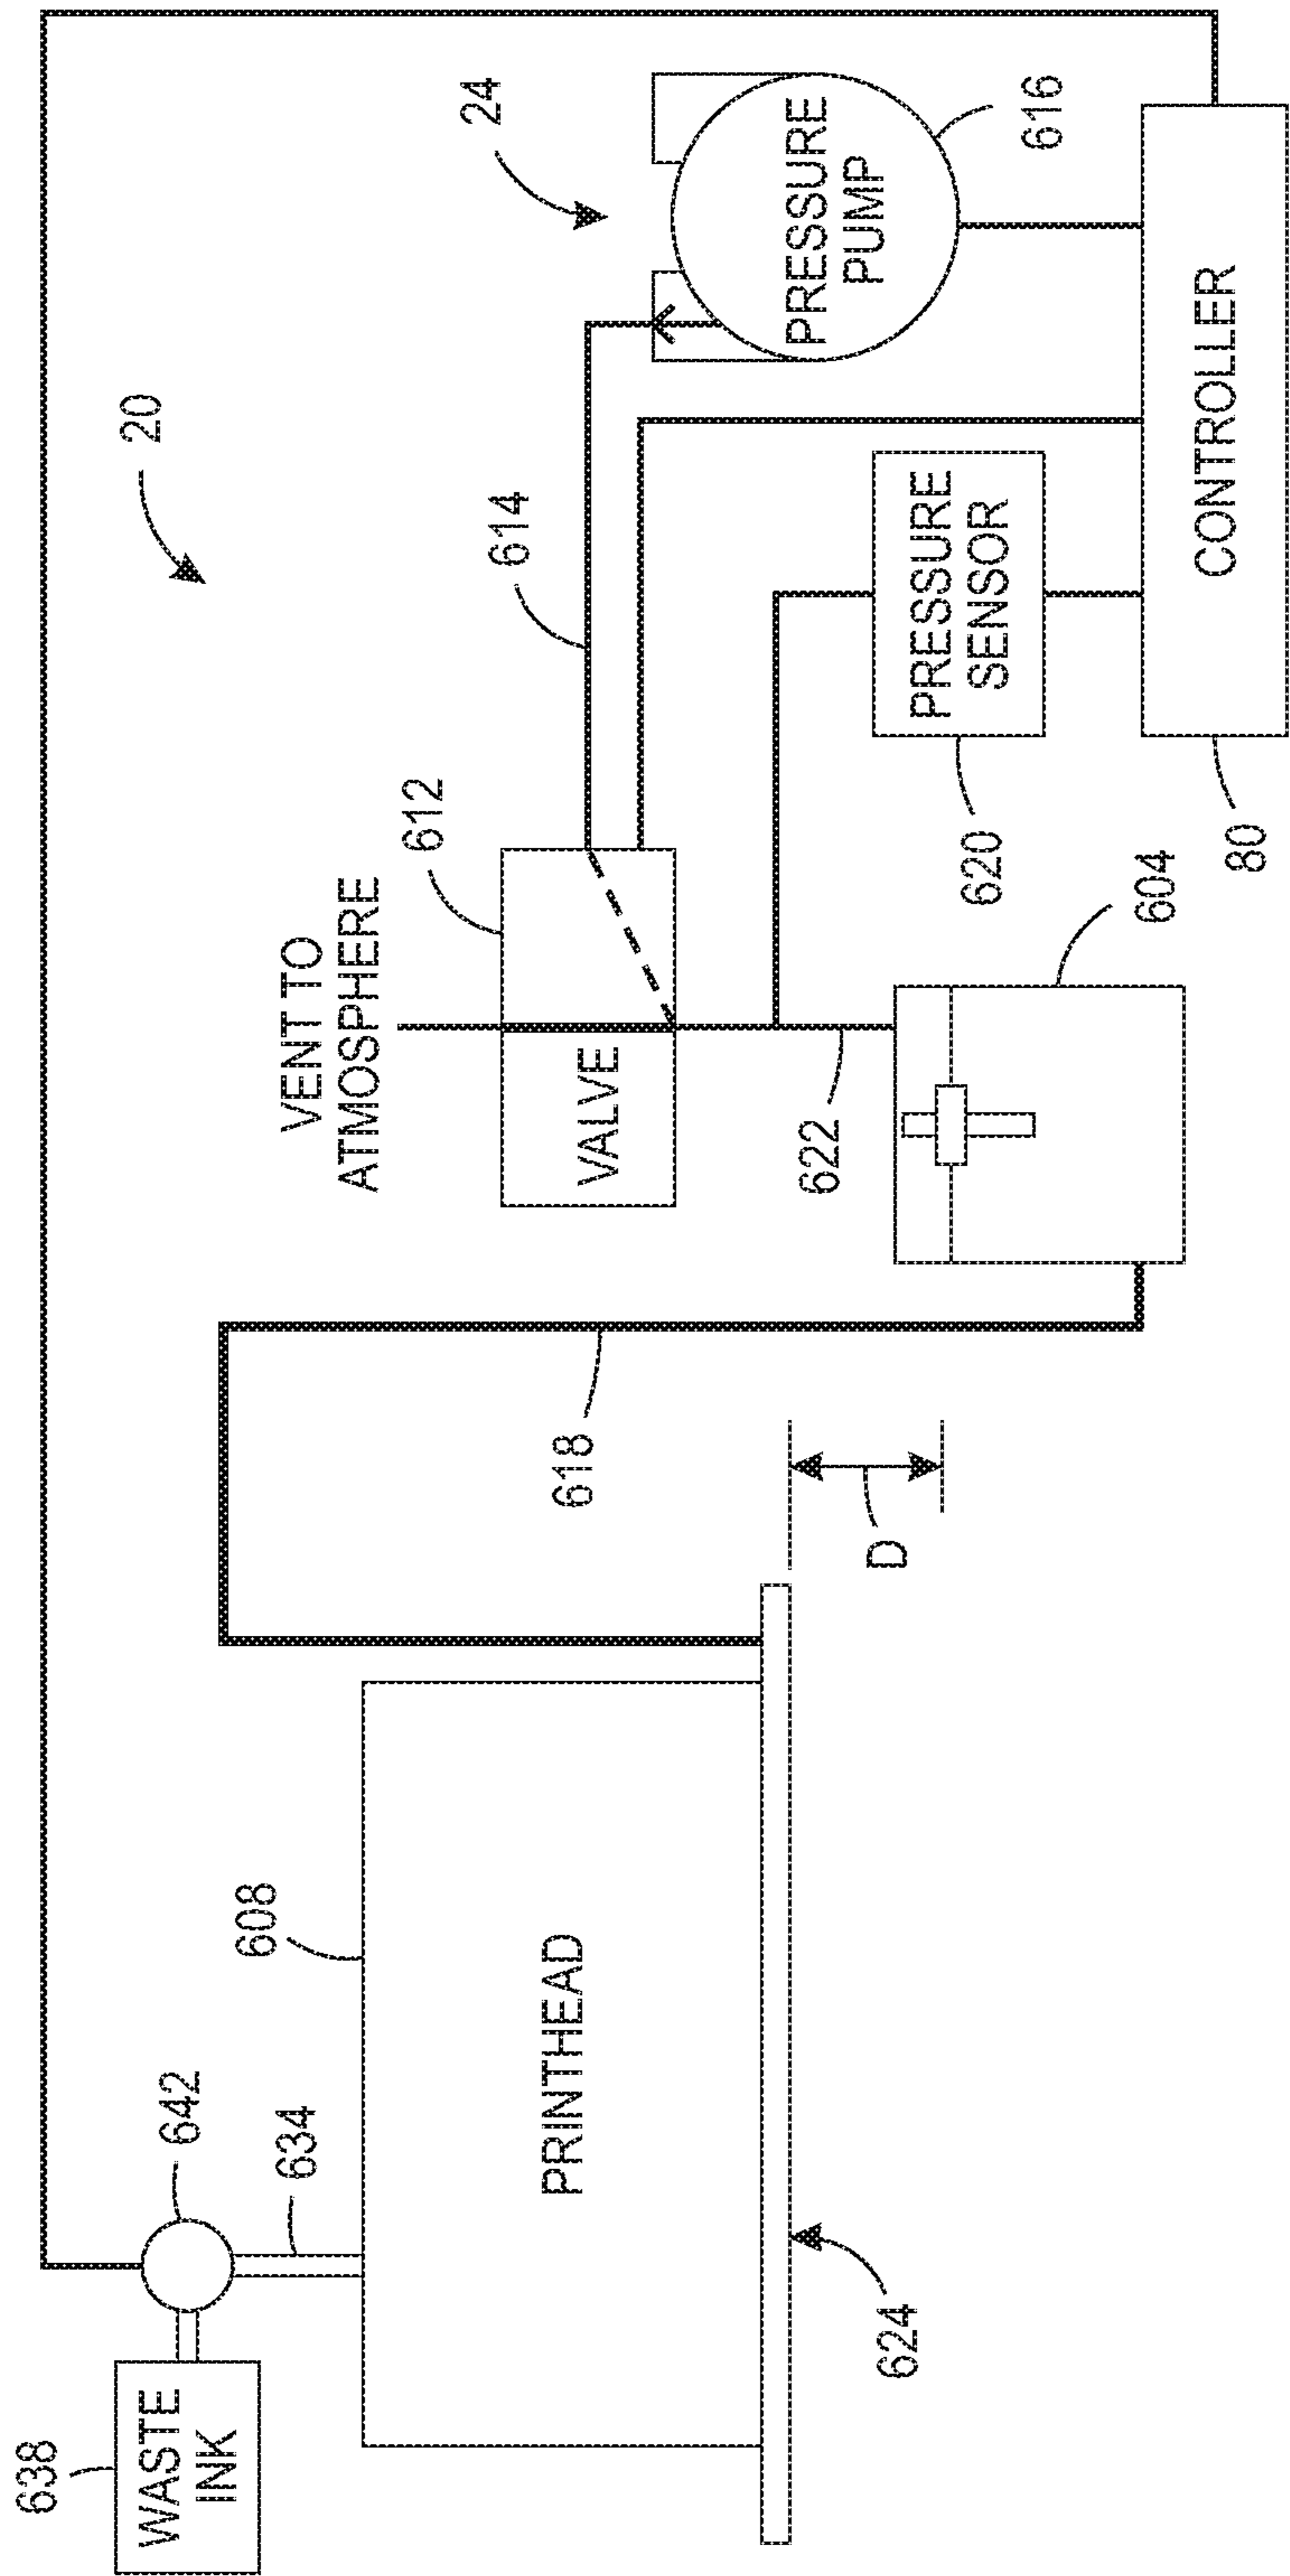 638
WASTE
INK
642
634
608
PRINTHEAD
624
20
VENT TO
ATMOSPHERE
612
VALVE
614
24
PRESSURE
PUMP
616
618
D
622
604
620
PRESSURE
SENSOR
80
CONTROLLER